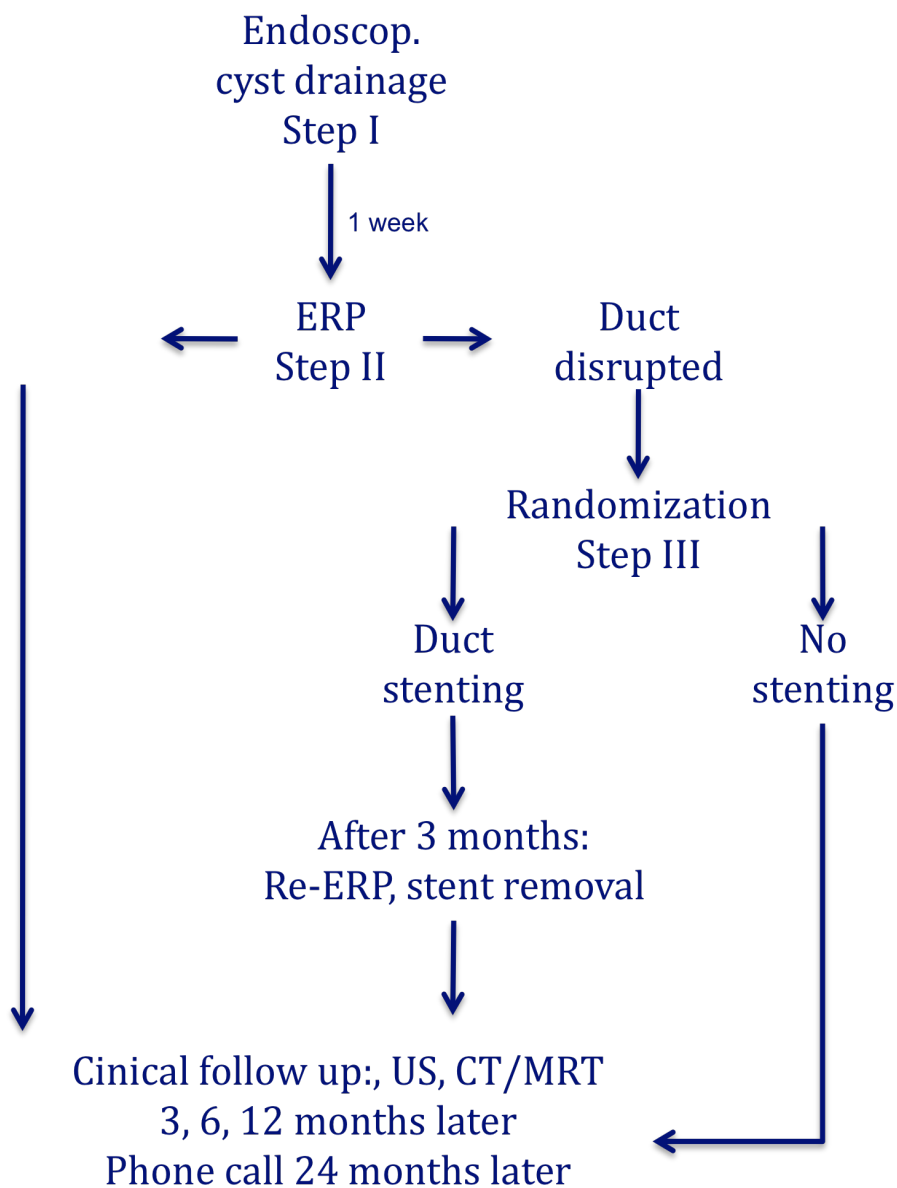 Endoscop.
cyst drainage
Step I
1 week
ERP
Step II
Duct
disrupted
Randomization
Step III
Duct
stenting
No
stenting
After 3 months:
Re-ERP, stent removal
Cinical follow up:, US, CT/MRT
3, 6, 12 months later
Phone call 24 months later